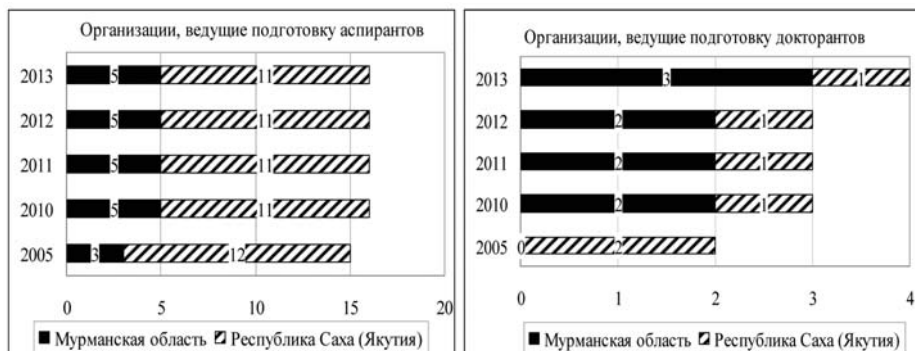 Организации, ведущие подготовку аспирантов
2013 5 11
2012 5 11
2011 5 11
2010 5 11
2005 3 12
0 5 10 15 20
Мурманская область Республика Саха (Якутия)
Организации, ведущие подготовку докторантов
2013 3 1
2012 2 1
2011 2 1
2010 2 1
2005 0 2
0 1 2 3 4
Мурманская область Республика Саха (Якутия)